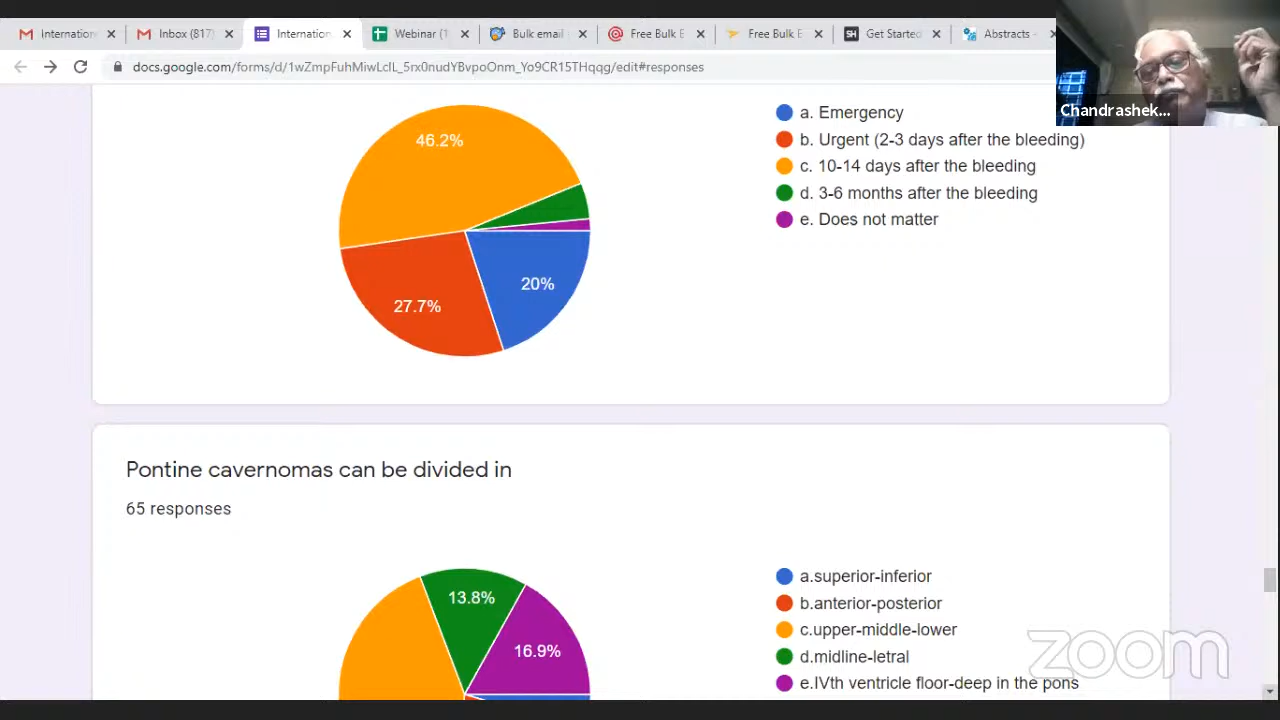 Internation
Inbox (817)
Internation
Webinar (1
Bulk email
Free Bulk E
Free Bulk E
SH Get Started
Abstracts -
docs.google.com/forms/d/1wZmpFuhMiwLclL_5rx0nudYBvpoOnm_Yo9CR15THqqg/edit#responses
Chandrashek...
46.2%
27.7%
20%
a. Emergency
b. Urgent (2-3 days after the bleeding)
c. 10-14 days after the bleeding
d. 3-6 months after the bleeding
e. Does not matter
Pontine cavernomas can be divided in
65 responses
13.8%
16.9%
a.superior-inferior
b.anterior-posterior
c.upper-middle-lower
d.midline-letral
e.IVth ventricle floor-deep in the pons
zoom